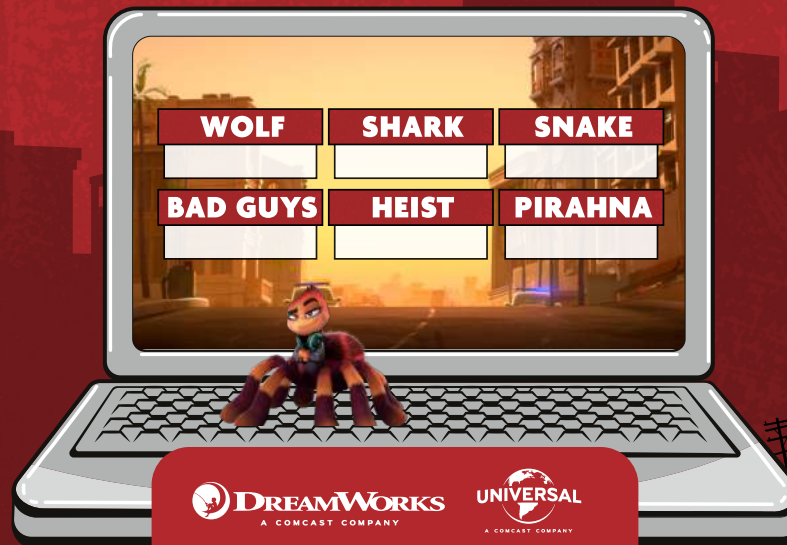 WOLF SHARK SNAKE
BAD GUYS HEIST PIRAHNA
DREAMWORKS
A COMCAST COMPANY
UNIVERSAL
A COMCAST COMPANY